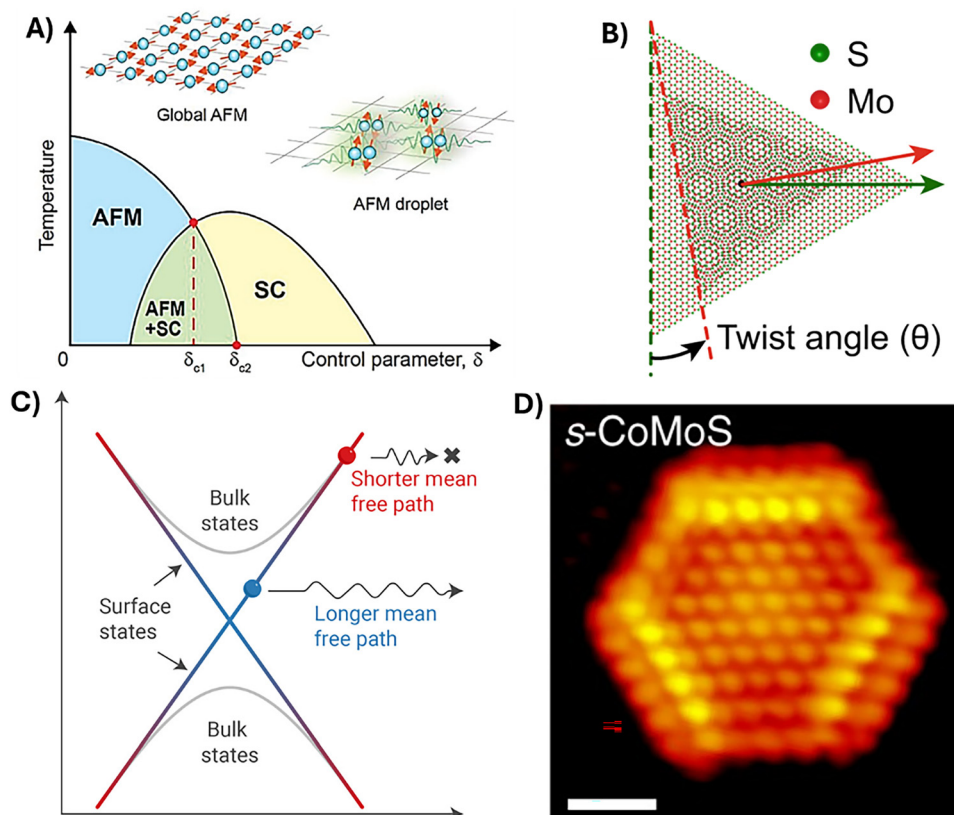 A)
Global AFM
AFM droplet
Temperature
AFM
SC
AFM
+SC
0
δc1
δc2
Control parameter, δ
B)
S
Mo
Twist angle (θ)
C)
Shorter mean
free path
Bulk
states
Surface
states
Longer mean
free path
Bulk
states
D)
s-CoMoS